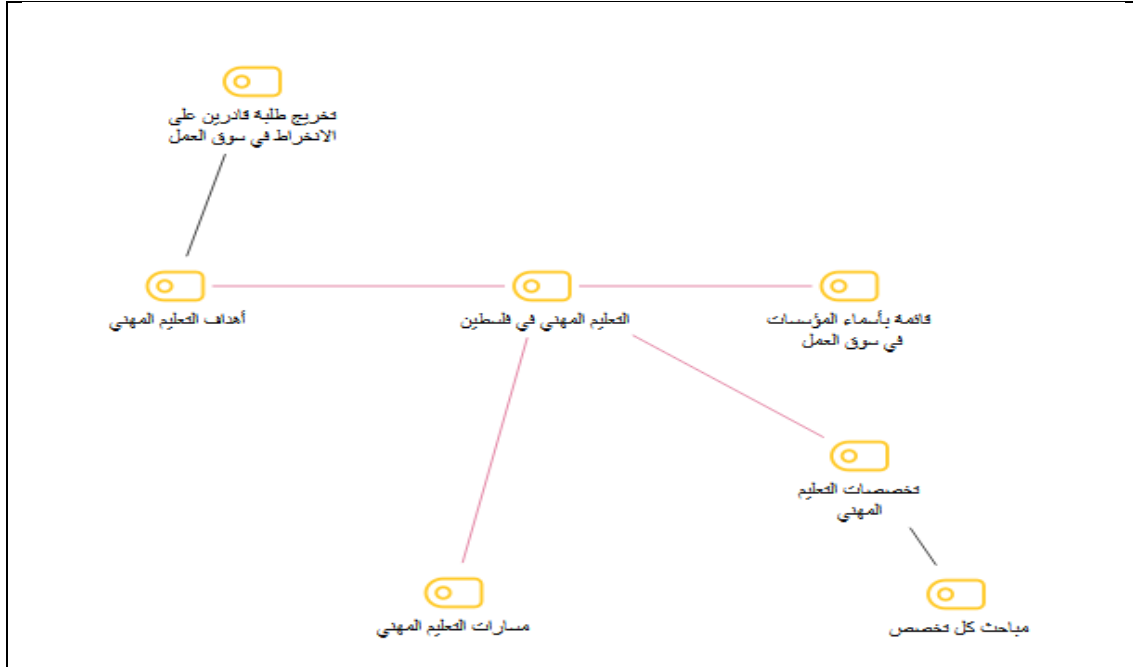 تخريج طلبة قادرين على
الانخراط في سوق العمل
أهداف التعليم المهني
التعليم المهني في فلسطين
قائمة بأسماء المؤسسات
في سوق العمل
تخصصات التعليم
المهني
مسارات التعليم المهني
مباحث كل تخصص